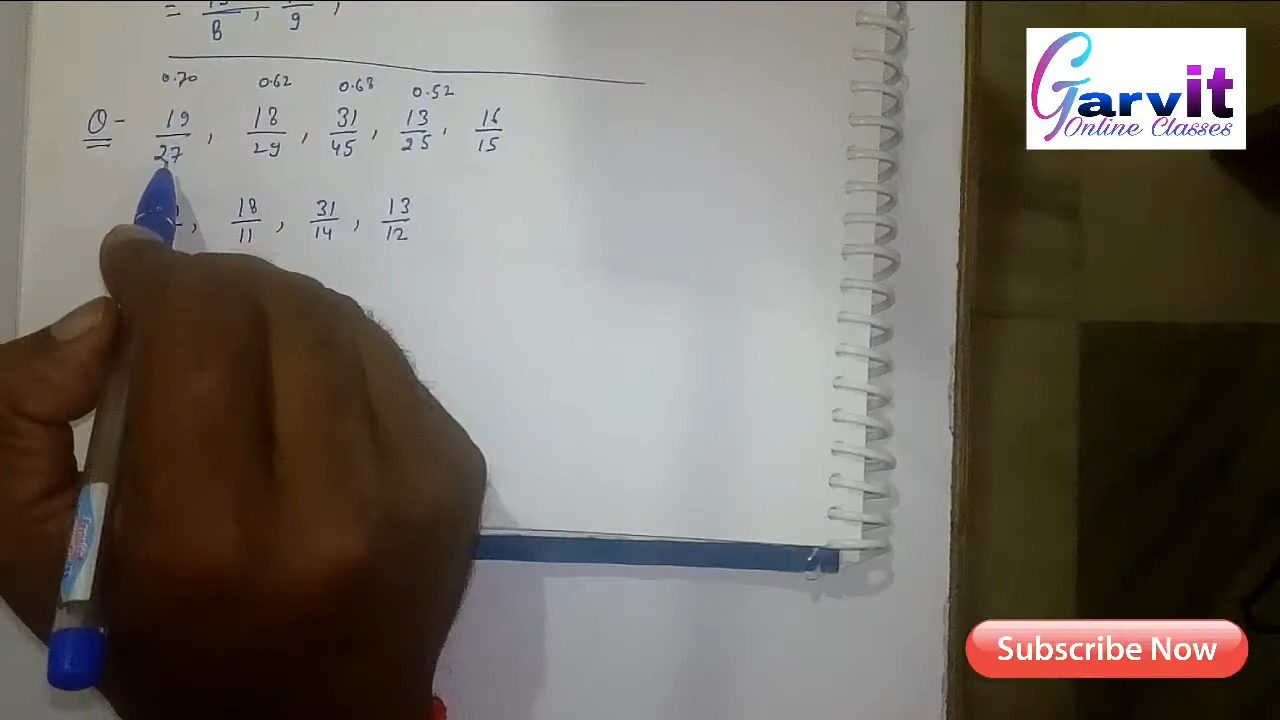 = 8, 9,
0.70 0.62 0.68 0.52
Q- 19/27, 18/29, 31/45, 13/25, 16/15
, 18/11, 31/14, 13/12
Garvit
Online Classes
Subscribe Now